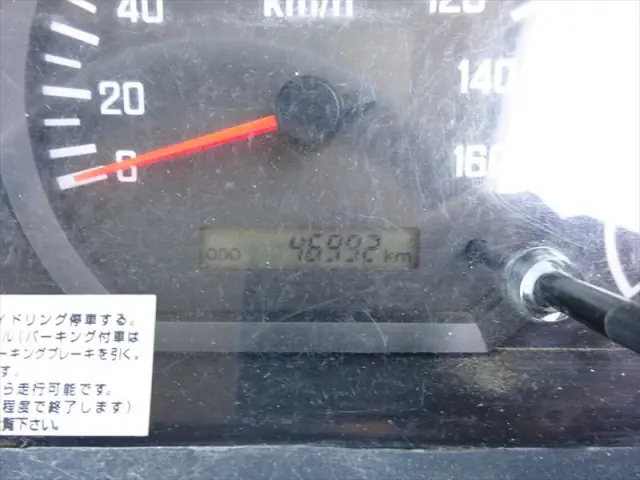 40
km/h
120
20
140
0
160
ODO 46992 km
イドリング停車する。
ル(パーキング付車は
ーキングブレーキを引く。
す。
ら走行可能です。
程度で終了します)
覧下さい。